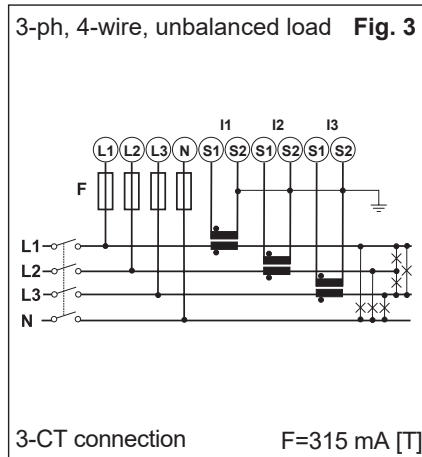 3-ph, 4-wire, unbalanced load Fig. 3
I1 I2 I3
L1 L2 L3 N S1 S2 S1 S2 S1 S2
F
L1
L2
L3
N
3-CT connection F=315 mA [T]